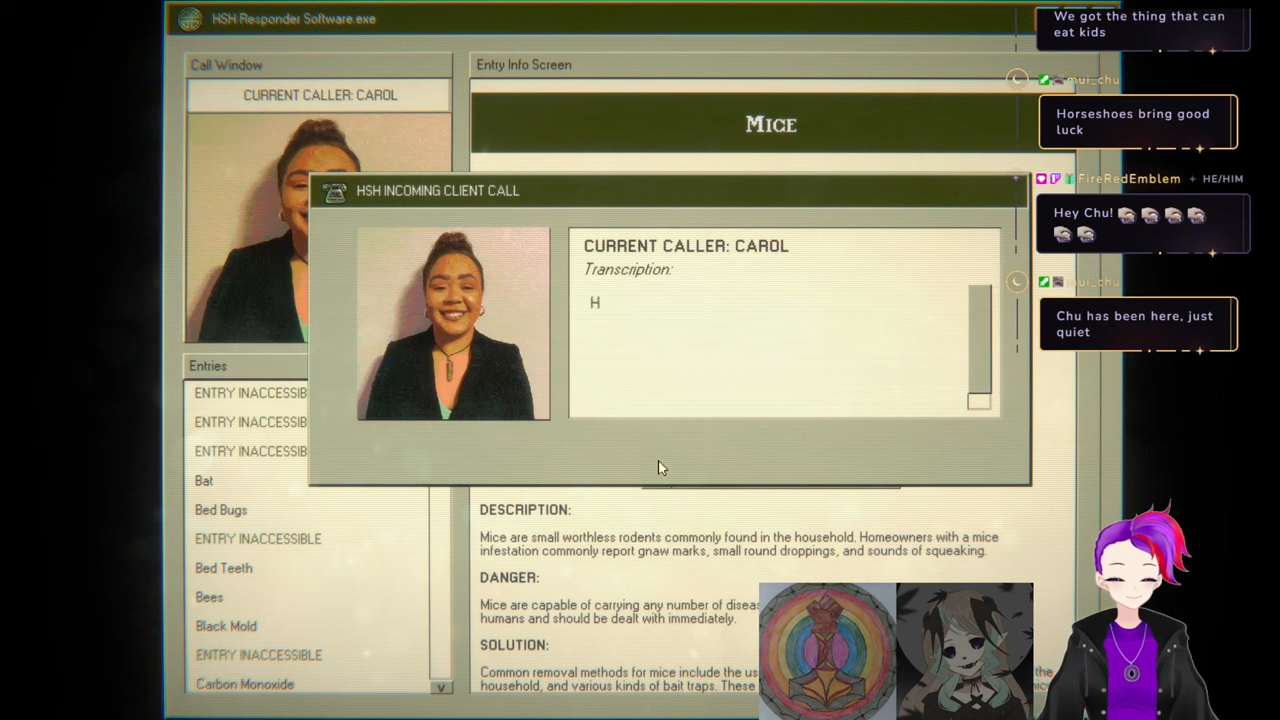 HSH Responder Software.exe
Call Window
CURRENT CALLER: CAROL
Entry Info Screen
MICE
HSH INCOMING CLIENT CALL
CURRENT CALLER: CAROL
Transcription:
H
Entries
ENTRY INACCESSIB
ENTRY INACCESSIB
ENTRY INACCESSIB
Bat
Bed Bugs
ENTRY INACCESSIBLE
Bed Teeth
Bees
Black Mold
ENTRY INACCESSIBLE
Carbon Monoxide
V
DESCRIPTION:
Mice are small worthless rodents commonly found in the household. Homeowners with a mice
infestation commonly report gnaw marks, small round droppings, and sounds of squeaking.
DANGER:
Mice are capable of carrying any number of disea
humans and should be dealt with immediately.
SOLUTION:
Common removal methods for mice include the us
household, and various kinds of bait traps. These
We got the thing that can
eat kids
mui_chu
Horseshoes bring good
luck
FireRedEmblem + HE/HIM
Hey Chu!
mui_chu
Chu has been here, just
quiet